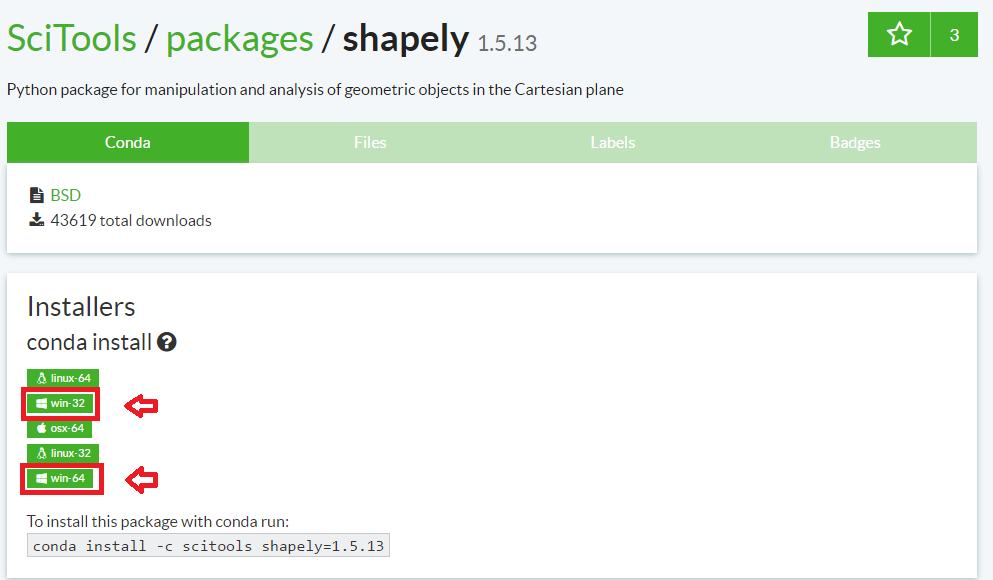 SciTools / packages / shapely 1.5.13
3
Python package for manipulation and analysis of geometric objects in the Cartesian plane
Conda Files Labels Badges
BSD
43619 total downloads
Installers
conda install ?
linux-64
win-32
osx-64
linux-32
win-64
To install this package with conda run:
conda install -c scitools shapely=1.5.13